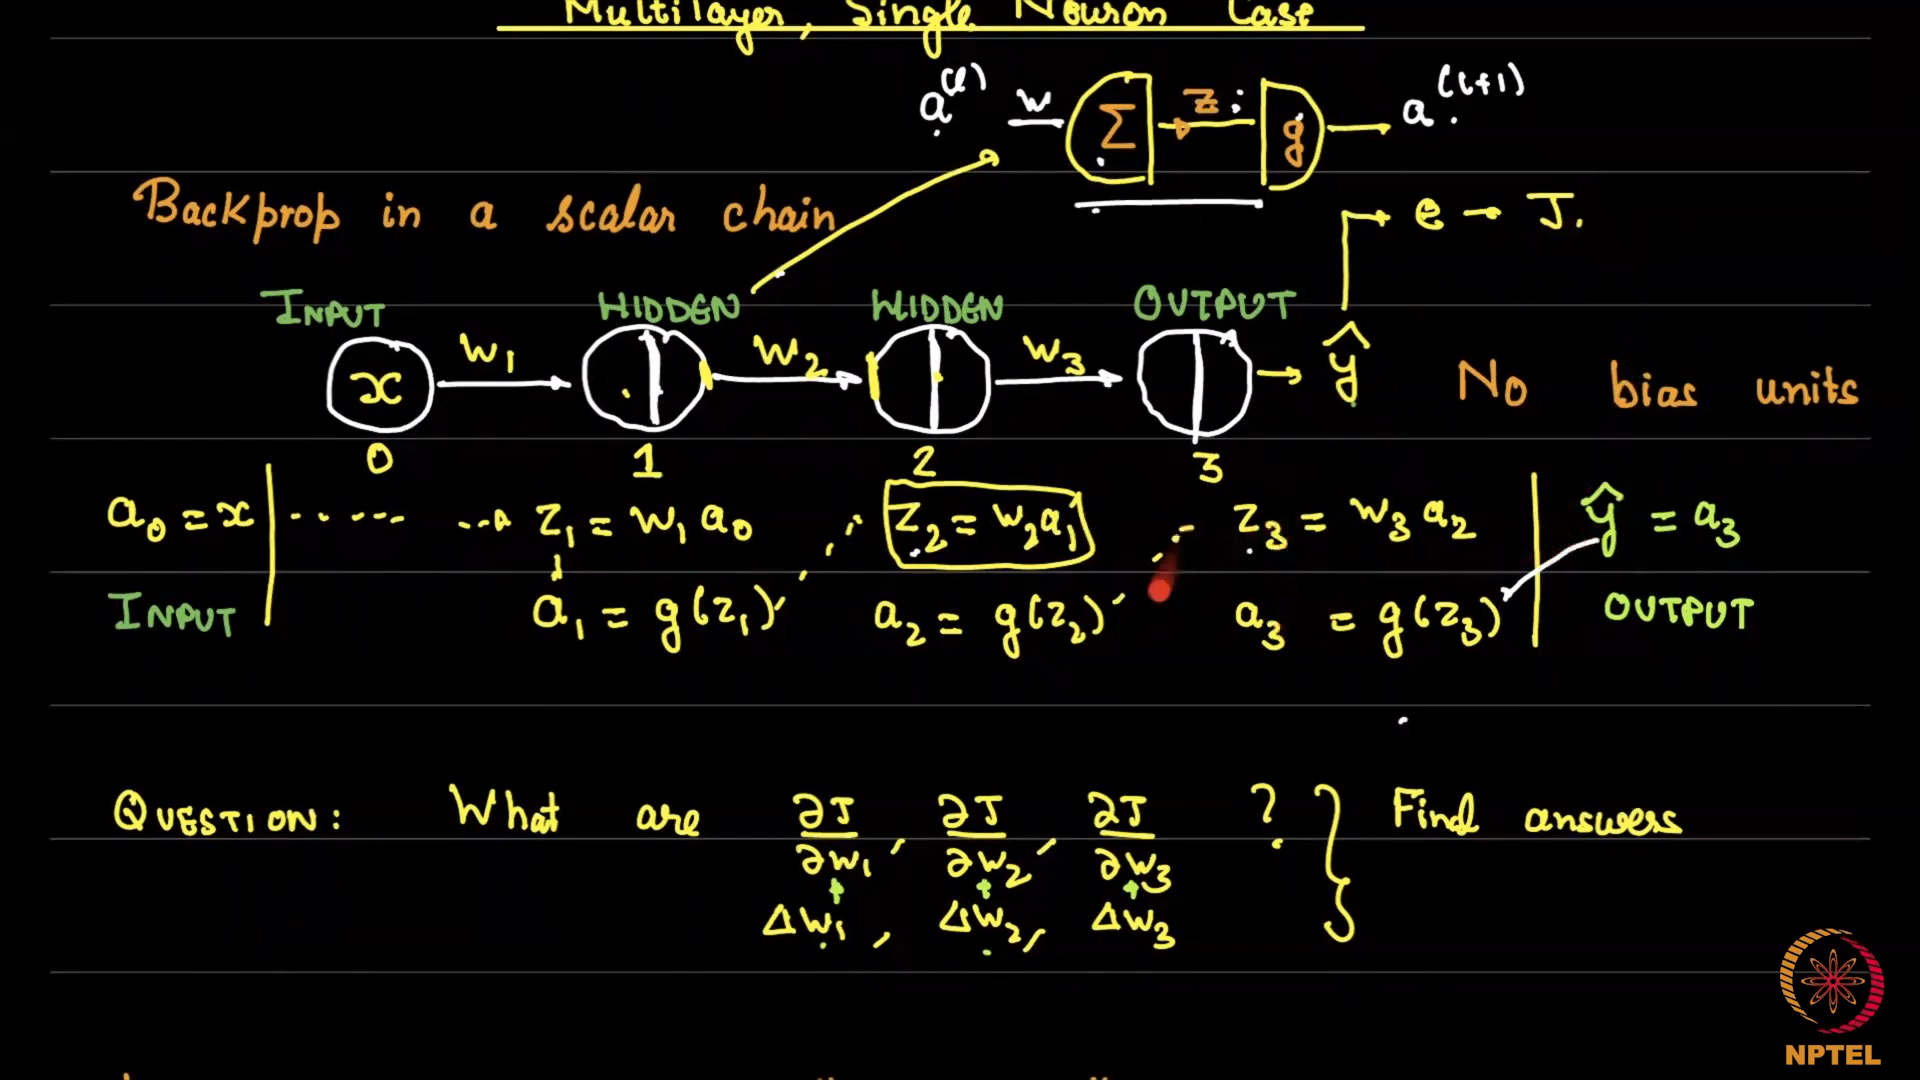 Multilayer, Single Neuron Case
a^(l) w Σ z g a^(l+1)
Backprop in a scalar chain
e → J.
INPUT HIDDEN HIDDEN OUTPUT
x w₁ w₂ w₃ → ŷ No bias units
0 1 2 3
a₀ = x ...... --→ z₁ = w₁ a₀ z₂ = w₂a₁ z₃ = w₃ a₂ ŷ = a₃
INPUT a₁ = g(z₁) a₂ = g(z₂) a₃ = g(z₃) OUTPUT
QUESTION: What are ∂J/∂w₁, ∂J/∂w₂, ∂J/∂w₃ ? } Find answers
Δw₁, Δw₂, Δw₃
NPTEL